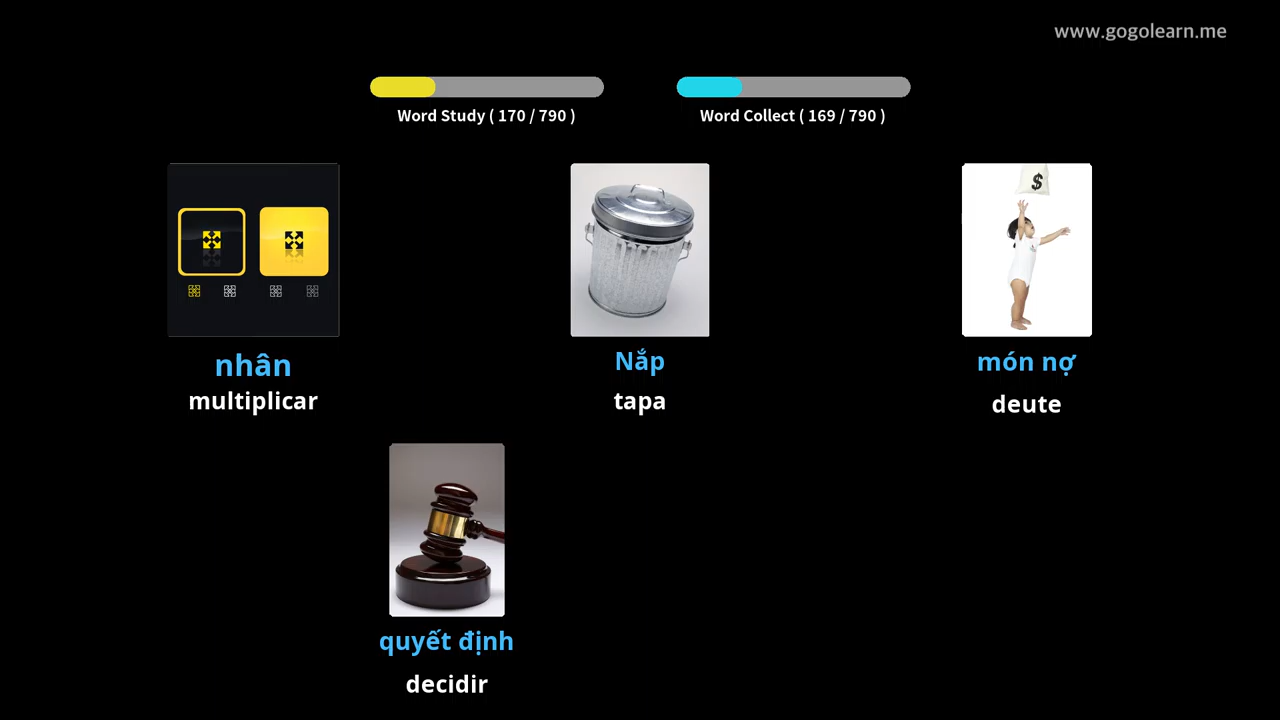 www.gogolearn.me
Word Study ( 170 / 790 )
Word Collect ( 169 / 790 )
$
nhân
multiplicar
Nắp
tapa
món nợ
deute
quyết định
decidir